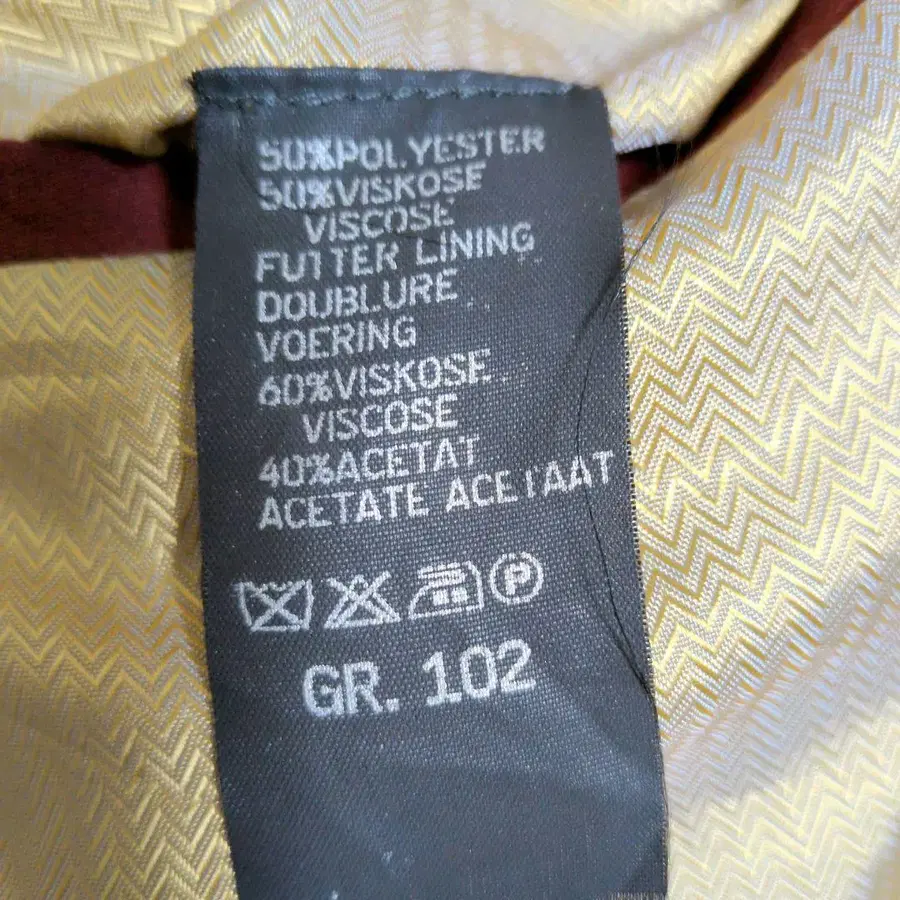 50%POLYESTER
50%VISKOSE
VISCOSE
FUTTER LINING
DOUBLURE
VOERING
60%VISKOSE
VISCOSE
40%ACETAT
ACETATE ACETAAT
P
GR. 102